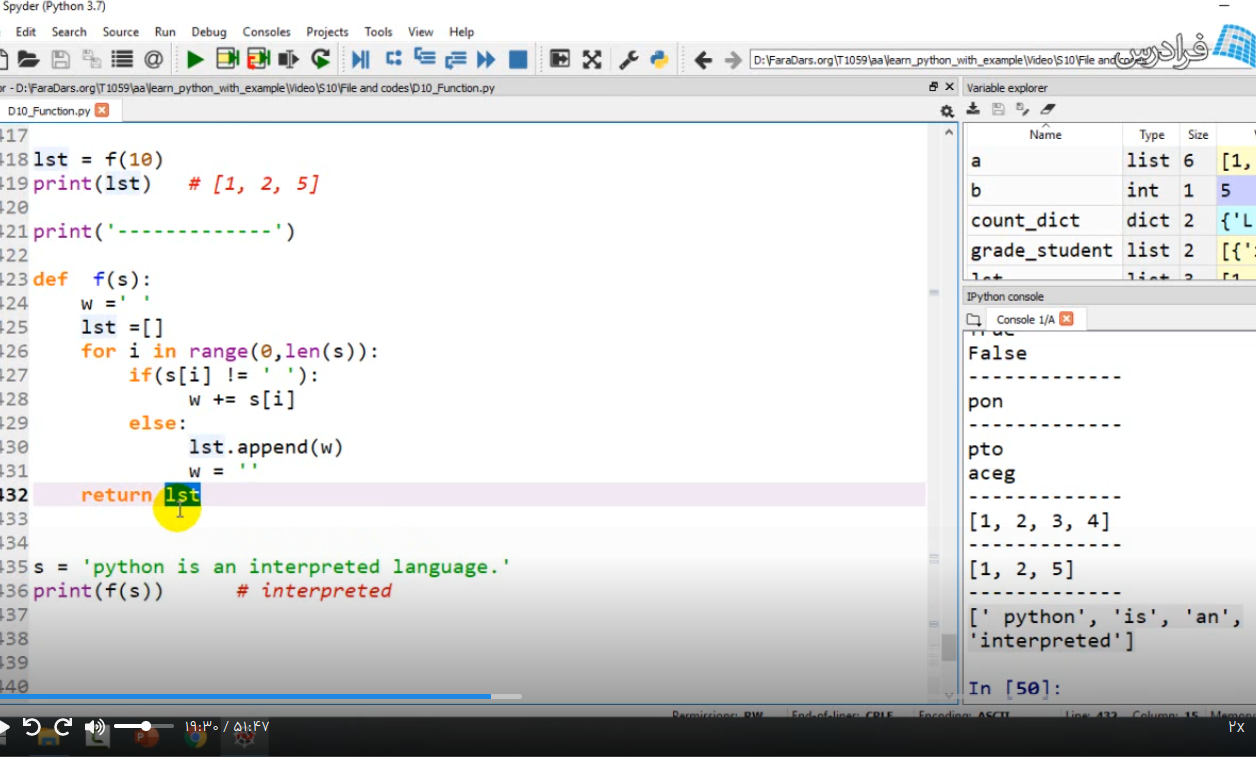 Spyder (Python 3.7)
Edit Search Source Run Debug Consoles Projects Tools View Help
D:\FaraDars.org\T1059\aa\learn_python_with_example\Video\S10\File and codes
فرادرس
or - D:\FaraDars.org\T1059\aa\learn_python_with_example\Video\S10\File and codes\D10_Function.py
D10_Function.py
417
418 lst = f(10)
419 print(lst)   # [1, 2, 5]
420
421 print('-------------')
422
423 def  f(s):
424     w =' '
425     lst =[]
426     for i in range(0,len(s)):
427         if(s[i] != ' '):
428              w += s[i]
429         else:
430              lst.append(w)
431              w = ''
432     return lst
433
434
435 s = 'python is an interpreted language.'
436 print(f(s))      # interpreted
437
438
439
440
Variable explorer
Name Type Size
a list 6 [1,
b int 1 5
count_dict dict 2 {'L
grade_student list 2 [{'
lst list 3 [1
IPython console
Console 1/A
True
False
-------------
pon
-------------
pto
aceg
-------------
[1, 2, 3, 4]
-------------
[1, 2, 5]
-------------
[' python', 'is', 'an',
'interpreted']
In [50]:
Permissions: RW End-of-lines: CRLF Encoding: ASCII Line: 432 Column: 15 Memory
۱۹:۳۰ / ۵۱:۴۷
۲x